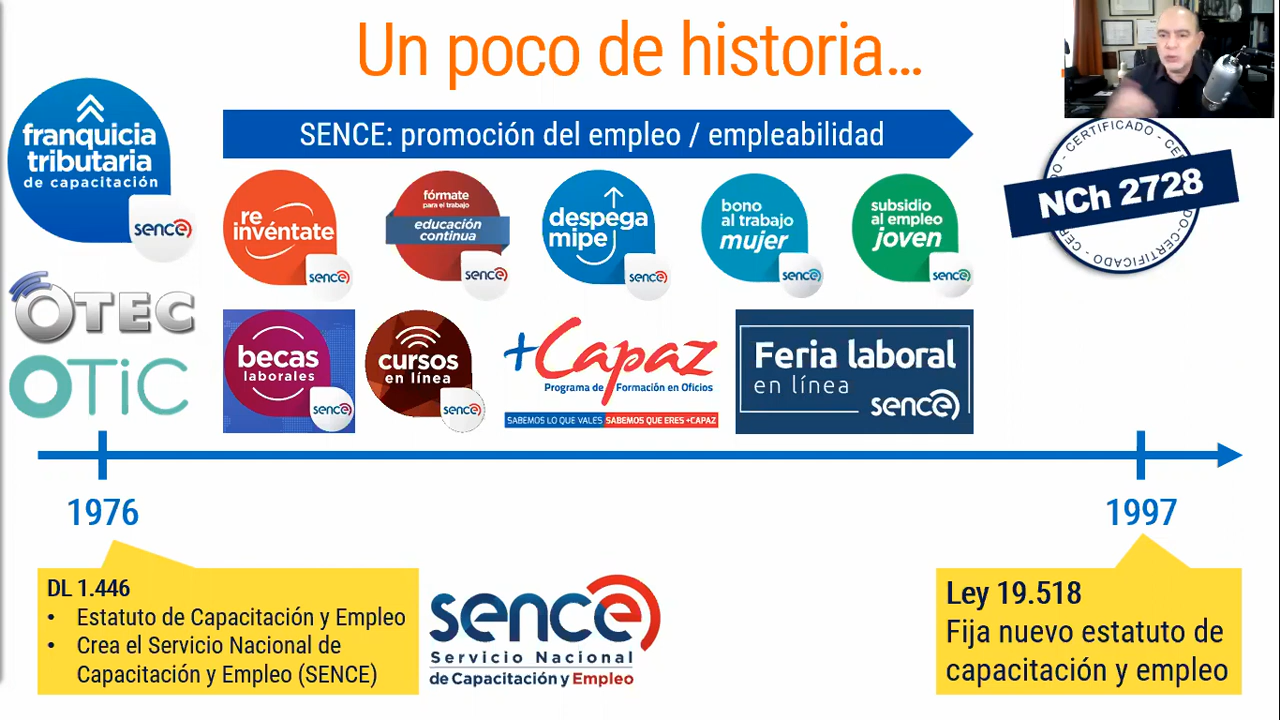 Un poco de historia...
franquicia
tributaria
de capacitación
sence
SENCE: promoción del empleo / empleabilidad
re
invéntate
sence
fórmate
para el trabajo
educación
continua
sence
despega
mipe
sence
bono
al trabajo
mujer
sence
subsidio
al empleo
joven
sence
CERTIFICADO - CERTIFICADO - CERTIFICADO -
NCh 2728
OTEC
OTiC
becas
laborales
sence
cursos
en línea
sence
+Capaz
Programa de Formación en Oficios
SABEMOS LO QUE VALES SABEMOS QUE ERES +CAPAZ
Feria laboral
en línea
sence
1976
1997
DL 1.446
• Estatuto de Capacitación y Empleo
• Crea el Servicio Nacional de
Capacitación y Empleo (SENCE)
sence
Servicio Nacional
de Capacitación y Empleo
Ley 19.518
Fija nuevo estatuto de
capacitación y empleo